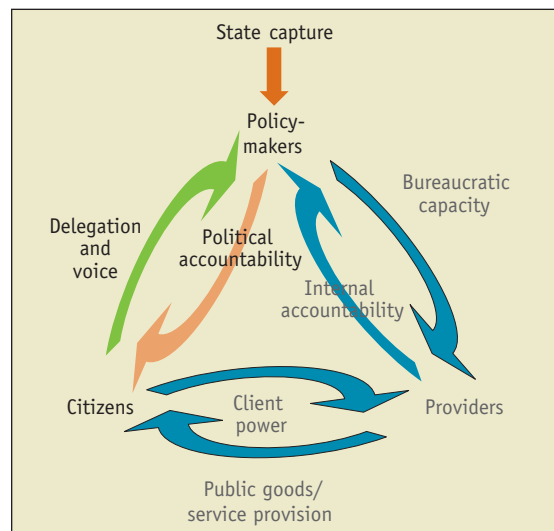 State capture
Policy-
makers
Bureaucratic
capacity
Delegation
and
voice
Political
accountability
Internal
accountability
Citizens
Client
power
Providers
Public goods/
service provision